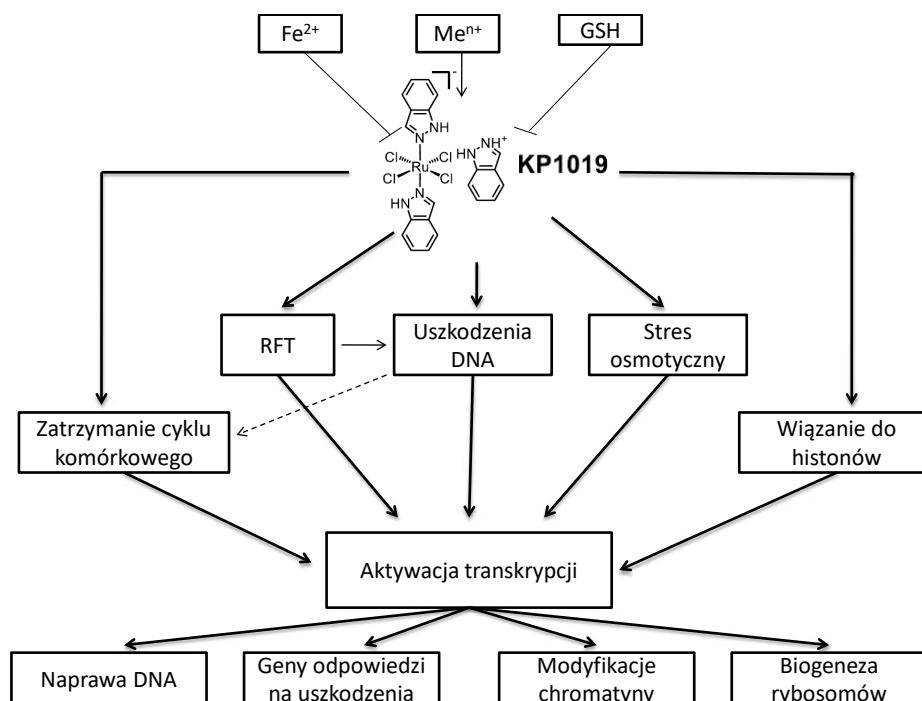 Fe²⁺
Meⁿ⁺
GSH
-
NH
N
Cl
Cl
Ru
Cl
Cl
N
HN
NH⁺
HN
KP1019
RFT
Uszkodzenia
DNA
Stres
osmotyczny
Zatrzymanie cyklu
komórkowego
Wiązanie do
histonów
Aktywacja transkrypcji
Naprawa DNA
Geny odpowiedzi
na uszkodzenia
Modyfikacje
chromatyny
Biogeneza
rybosomów